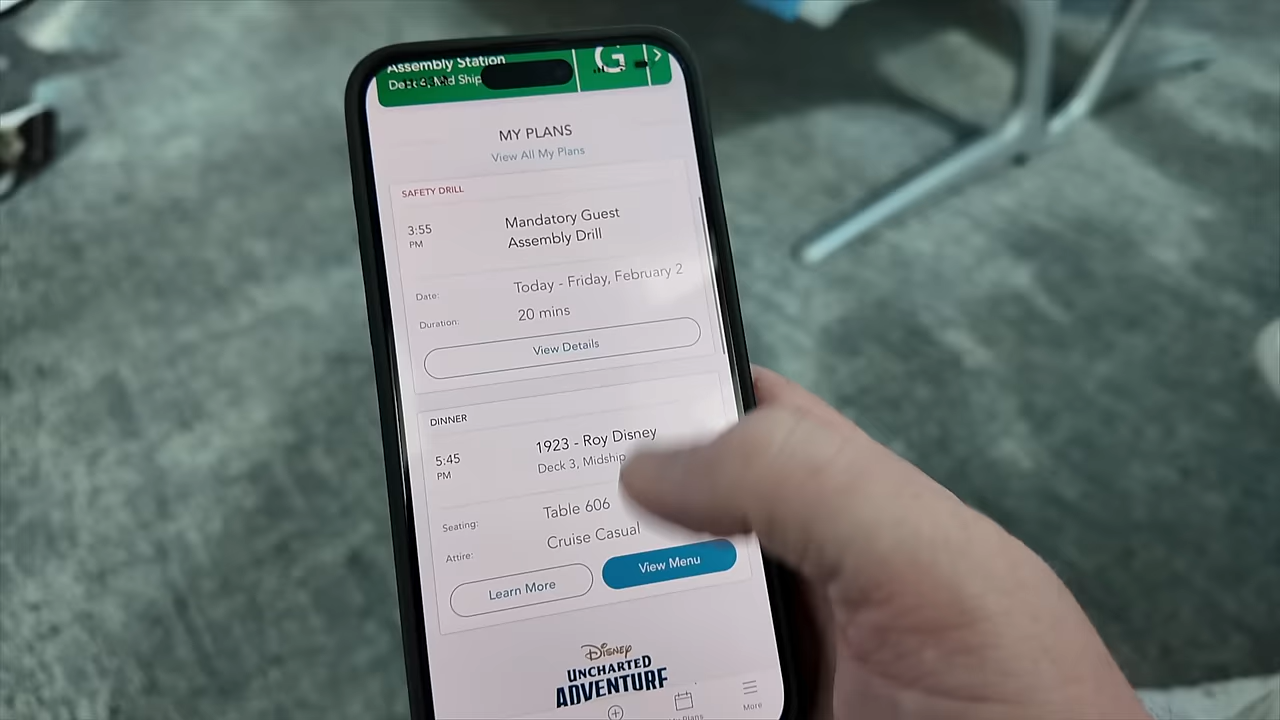 Assembly Station
Deck 4, Mid Ship
G
MY PLANS
View All My Plans
SAFETY DRILL
3:55
PM
Mandatory Guest
Assembly Drill
Date:
Today - Friday, February 2
Duration:
20 mins
View Details
DINNER
5:45
PM
1923 - Roy Disney
Deck 3, Midship
Seating:
Table 606
Attire:
Cruise Casual
Learn More
View Menu
Disney
UNCHARTED
ADVENTURE
Plans
More